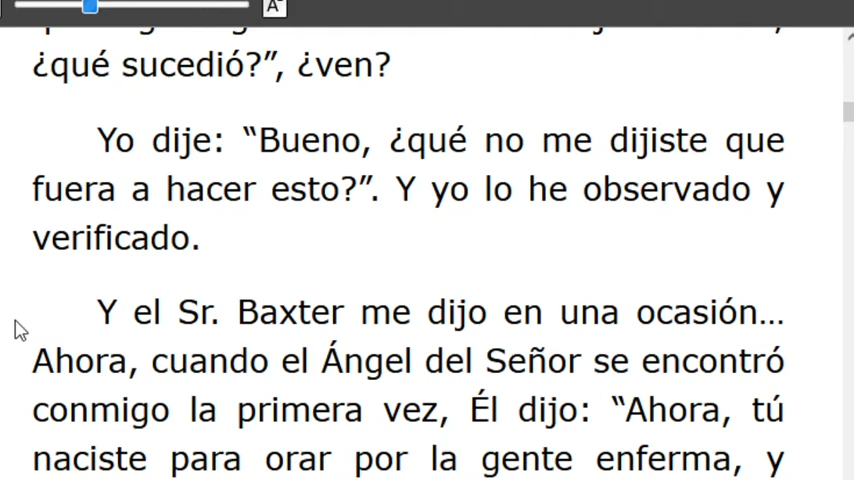 A
¿qué sucedió?”, ¿ven?
Yo dije: “Bueno, ¿qué no me dijiste que
fuera a hacer esto?”. Y yo lo he observado y
verificado.
Y el Sr. Baxter me dijo en una ocasión...
Ahora, cuando el Ángel del Señor se encontró
conmigo la primera vez, Él dijo: “Ahora, tú
naciste para orar por la gente enferma, y